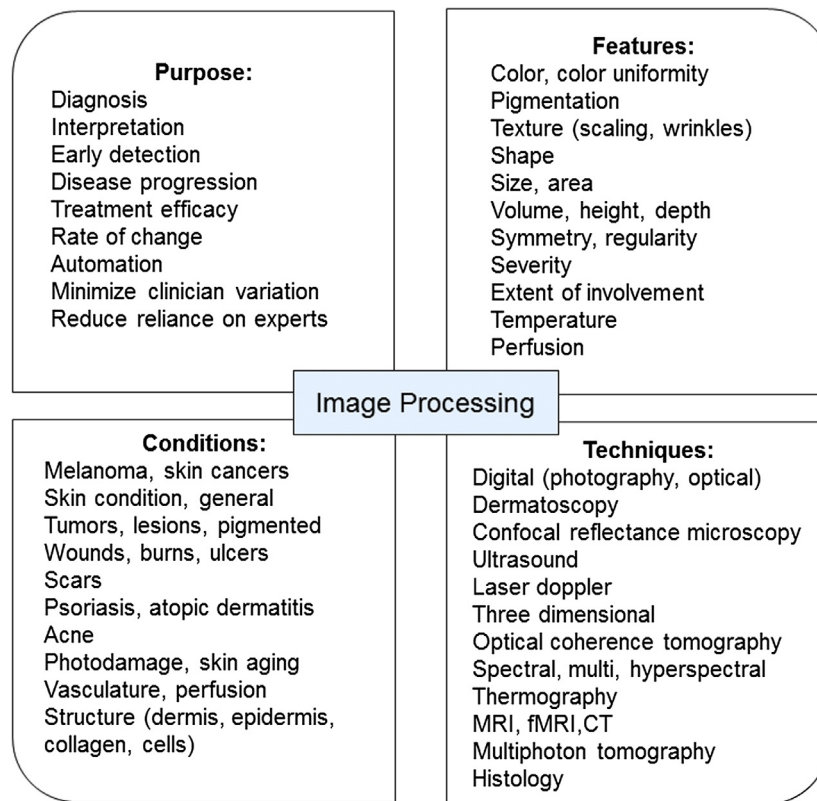 Purpose:
Diagnosis
Interpretation
Early detection
Disease progression
Treatment efficacy
Rate of change
Automation
Minimize clinician variation
Reduce reliance on experts
Features:
Color, color uniformity
Pigmentation
Texture (scaling, wrinkles)
Shape
Size, area
Volume, height, depth
Symmetry, regularity
Severity
Extent of involvement
Temperature
Perfusion
Image Processing
Conditions:
Melanoma, skin cancers
Skin condition, general
Tumors, lesions, pigmented
Wounds, burns, ulcers
Scars
Psoriasis, atopic dermatitis
Acne
Photodamage, skin aging
Vasculature, perfusion
Structure (dermis, epidermis,
collagen, cells)
Techniques:
Digital (photography, optical)
Dermatoscopy
Confocal reflectance microscopy
Ultrasound
Laser doppler
Three dimensional
Optical coherence tomography
Spectral, multi, hyperspectral
Thermography
MRI, fMRI,CT
Multiphoton tomography
Histology